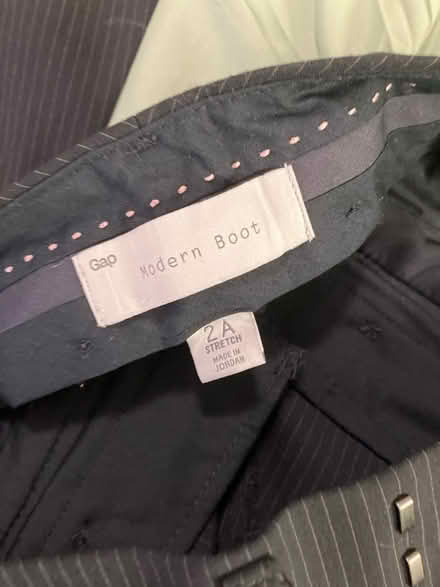 Gap
Modern Boot
2A
STRETCH
MADE IN
JORDAN